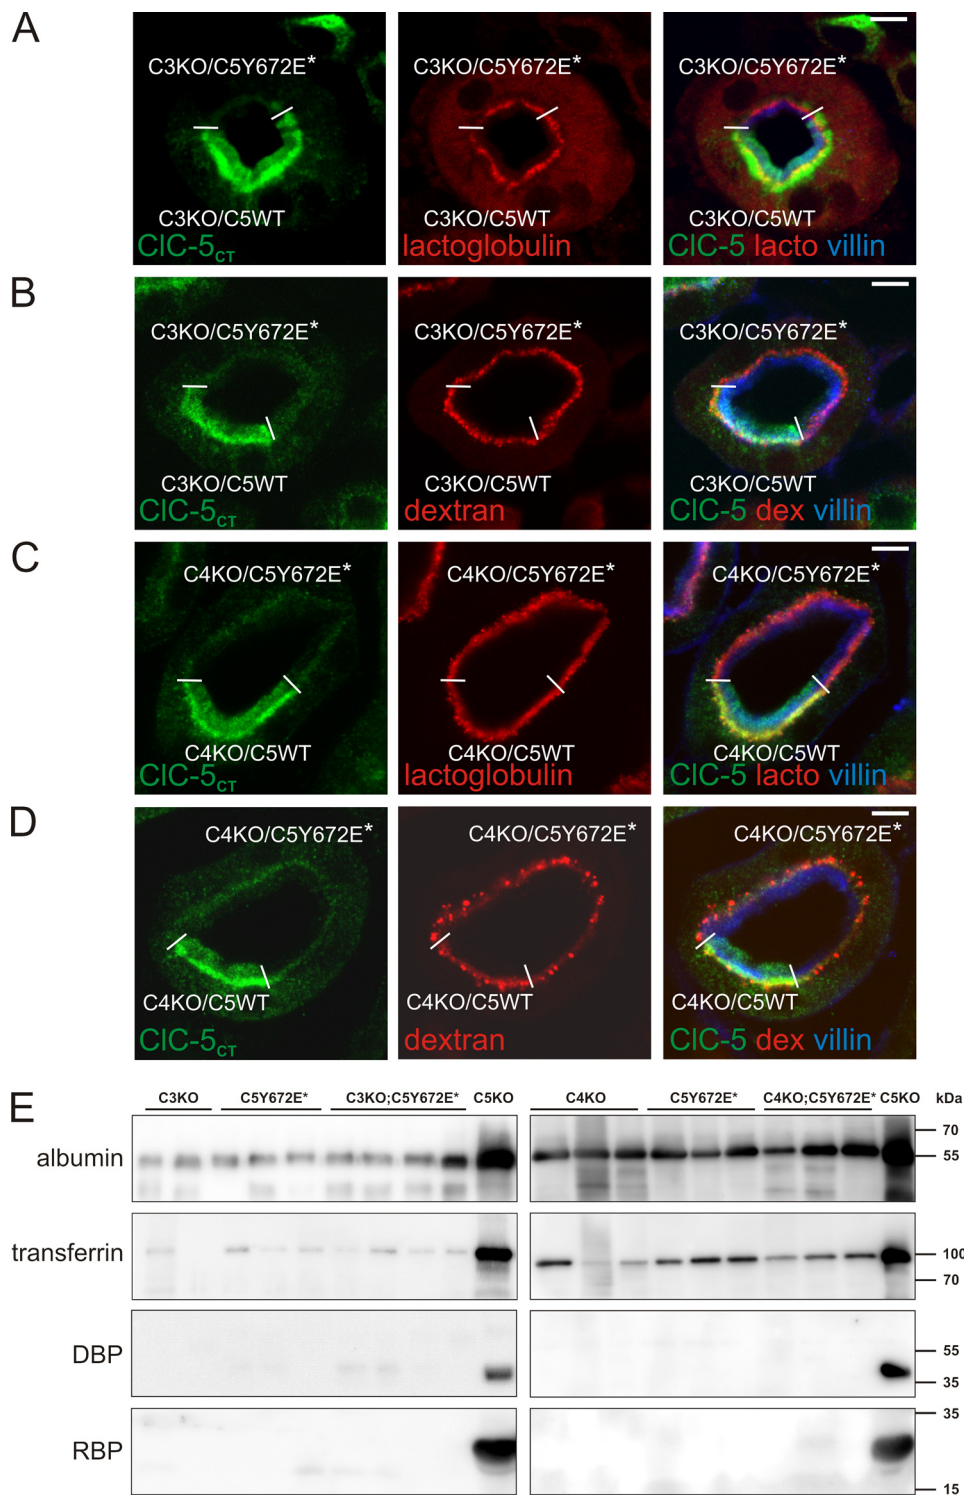 A
C3KO/C5Y672E*
C3KO/C5WT
ClC-5CT
C3KO/C5Y672E*
C3KO/C5WT
lactoglobulin
C3KO/C5Y672E*
C3KO/C5WT
ClC-5 lacto villin
B
C3KO/C5Y672E*
C3KO/C5WT
ClC-5CT
C3KO/C5Y672E*
C3KO/C5WT
dextran
C3KO/C5Y672E*
C3KO/C5WT
ClC-5 dex villin
C
C4KO/C5Y672E*
C4KO/C5WT
ClC-5CT
C4KO/C5Y672E*
C4KO/C5WT
lactoglobulin
C4KO/C5Y672E*
C4KO/C5WT
ClC-5 lacto villin
D
C4KO/C5Y672E*
C4KO/C5WT
ClC-5CT
C4KO/C5Y672E*
C4KO/C5WT
dextran
C4KO/C5Y672E*
C4KO/C5WT
ClC-5 dex villin
E
C3KO C5Y672E* C3KO;C5Y672E* C5KO C4KO C5Y672E* C4KO;C5Y672E* C5KO kDa
albumin
70
55
transferrin
100
70
DBP
55
35
RBP
35
15